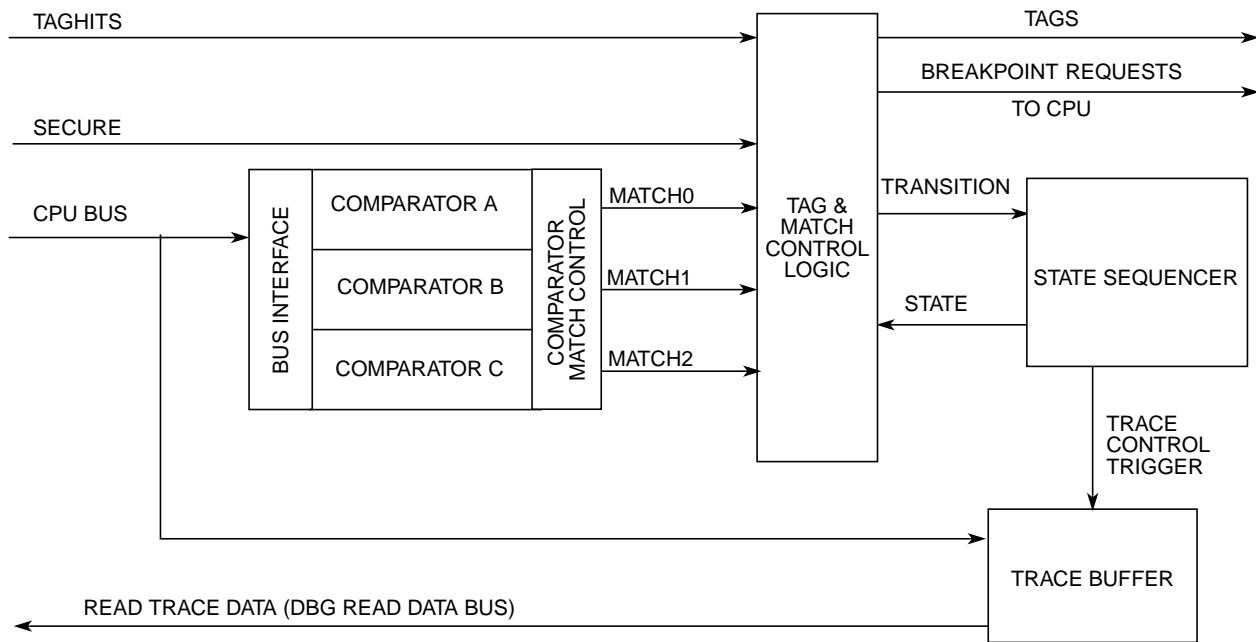 TAGHITS
TAGS
BREAKPOINT REQUESTS
TO CPU
SECURE
CPU BUS
BUS INTERFACE
COMPARATOR A
COMPARATOR B
COMPARATOR C
COMPARATOR
MATCH CONTROL
MATCH0
MATCH1
MATCH2
TAG &
MATCH
CONTROL
LOGIC
TRANSITION
STATE
STATE SEQUENCER
TRACE
CONTROL
TRIGGER
TRACE BUFFER
READ TRACE DATA (DBG READ DATA BUS)